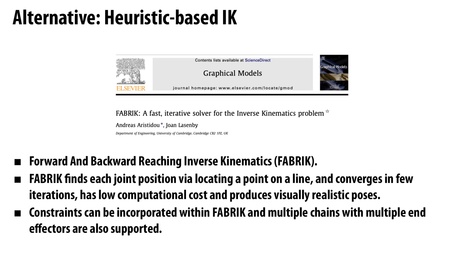 Alternative: Heuristic-based IK
Contents lists available at ScienceDirect
Graphical Models
ELSEVIER
journal homepage: www.elsevier.com/locate/gmod
Graphical Models
FABRIK: A fast, iterative solver for the Inverse Kinematics problem ☆
Andreas Aristidou *, Joan Lasenby
Department of Engineering, University of Cambridge, Cambridge CB2 1PZ, UK
■ Forward And Backward Reaching Inverse Kinematics (FABRIK).
■ FABRIK finds each joint position via locating a point on a line, and converges in few
iterations, has low computational cost and produces visually realistic poses.
■ Constraints can be incorporated within FABRIK and multiple chains with multiple end
effectors are also supported.